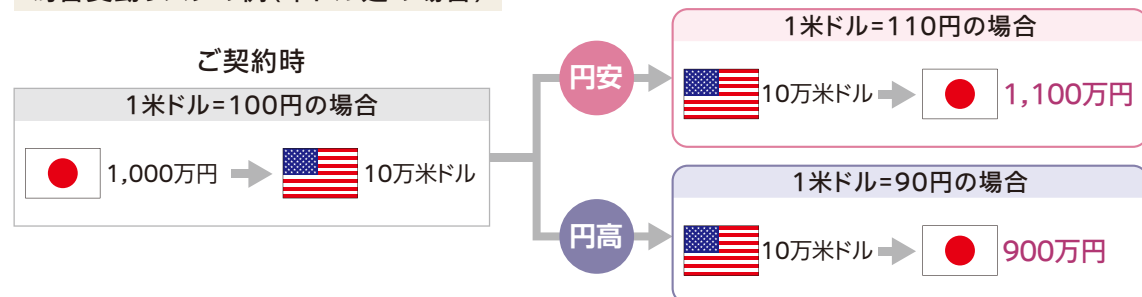 ご契約時
1米ドル=100円の場合
1,000万円
10万米ドル
円安
1米ドル=110円の場合
10万米ドル
1,100万円
円高
1米ドル=90円の場合
10万米ドル
900万円